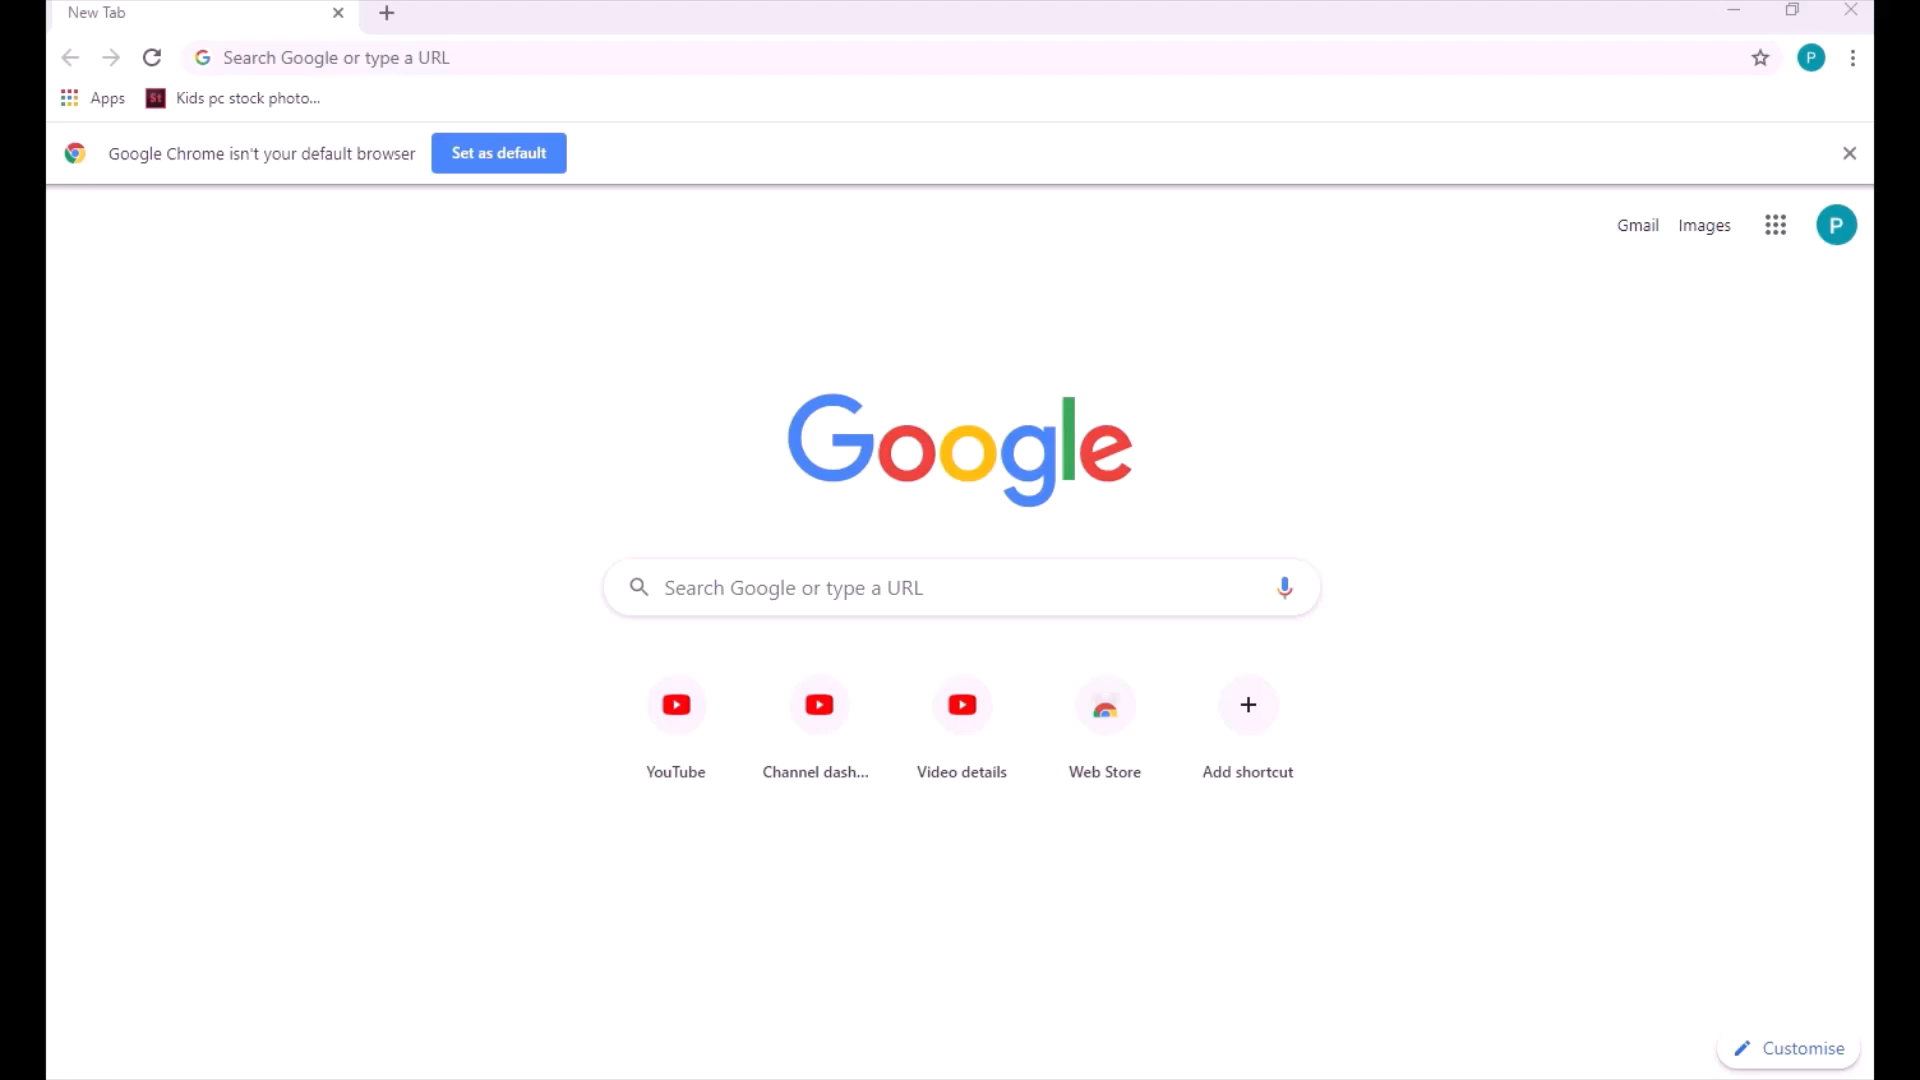 New Tab
Search Google or type a URL
P
Apps
St
Kids pc stock photo...
Google Chrome isn't your default browser
Set as default
Gmail
Images
P
Google
Search Google or type a URL
YouTube
Channel dash...
Video details
Web Store
Add shortcut
Customise